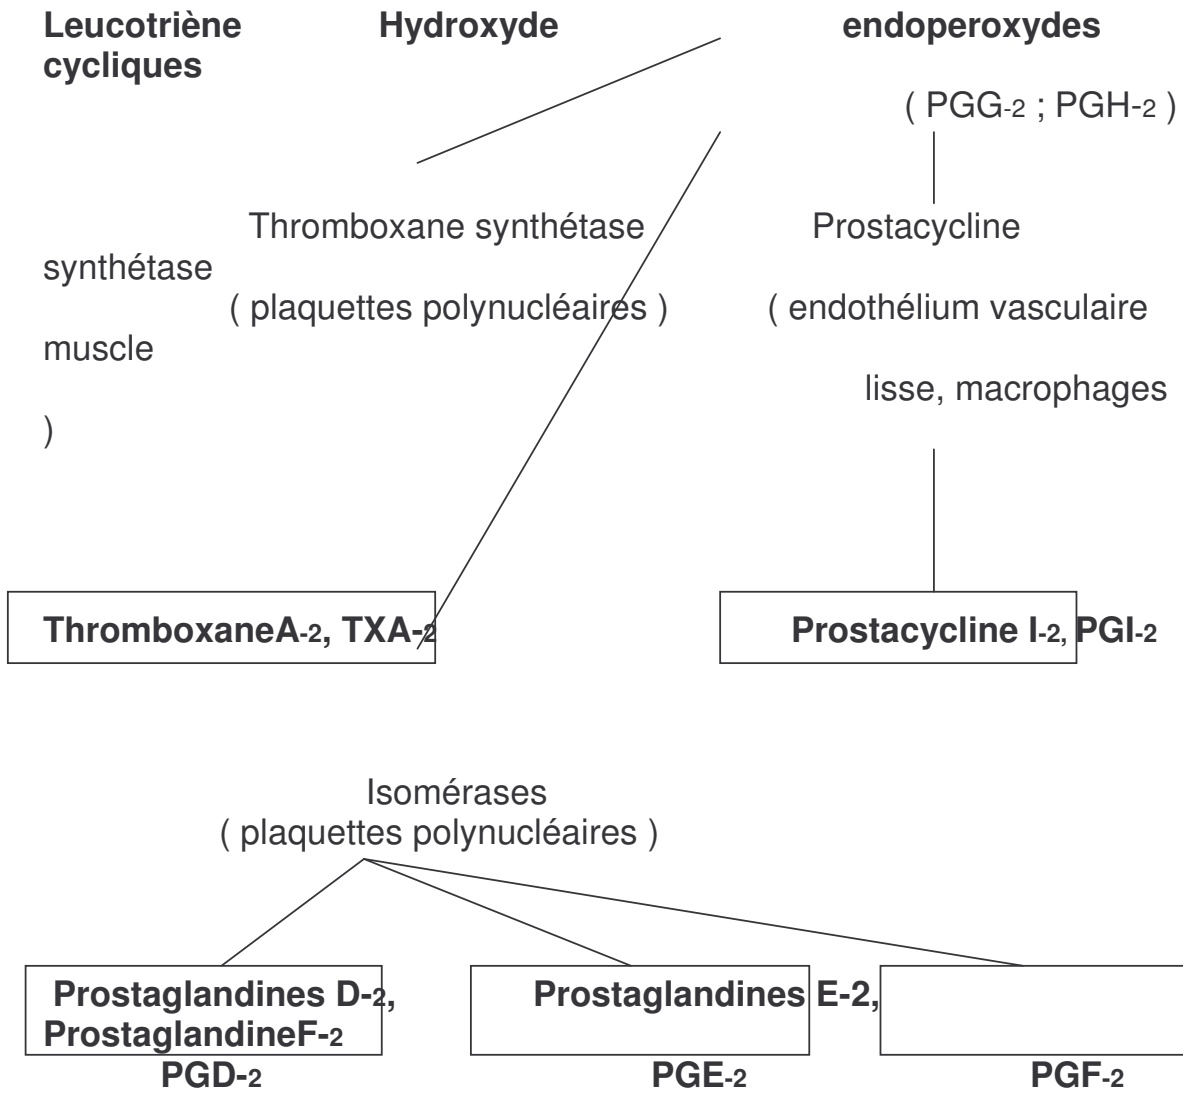 Leucotriène Hydroxyde endoperoxydes
cycliques
( PGG-2 ; PGH-2 )
Thromboxane synthétase Prostacycline
synthétase
( plaquettes polynucléaires ) ( endothélium vasculaire
muscle
lisse, macrophages
)
ThromboxaneA-2, TXA-2 Prostacycline I-2, PGI-2
Isomérases
( plaquettes polynucléaires )
Prostaglandines D-2, Prostaglandines E-2,
ProstaglandineF-2
PGD-2 PGE-2 PGF-2